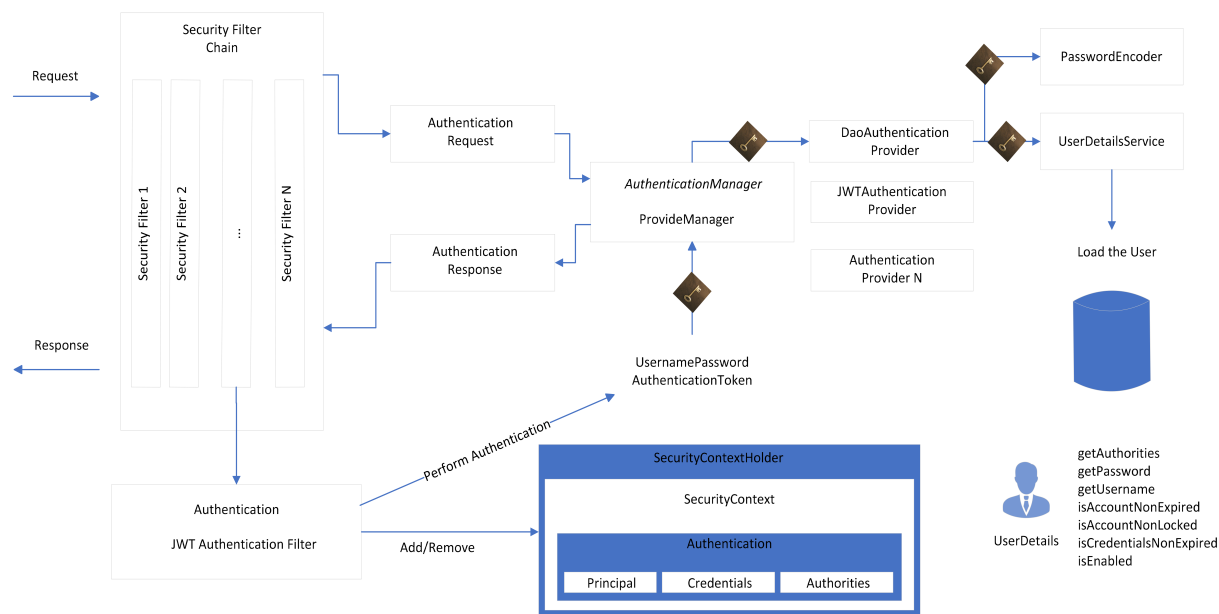 Security Filter
Chain
Request
Response
Security Filter 1
Security Filter 2
...
Security Filter N
Authentication
Request
Authentication
Response
AuthenticationManager
ProvideManager
DaoAuthentication
Provider
JWTAuthentication
Provider
Authentication
Provider N
PasswordEncoder
UserDetailsService
Load the User
UsernamePassword
AuthenticationToken
Perform Authentication
Authentication
JWT Authentication Filter
Add/Remove
SecurityContextHolder
SecurityContext
Authentication
Principal
Credentials
Authorities
UserDetails
getAuthorities
getPassword
getUsername
isAccountNonExpired
isAccountNonLocked
isCredentialsNonExpired
isEnabled